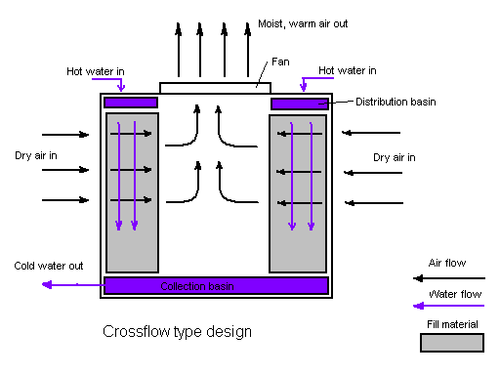 Moist, warm air out
Fan
Hot water in
Hot water in
Distribution basin
Dry air in
Dry air in
Cold water out
Collection basin
Air flow
Water flow
Fill material
Crossflow type design